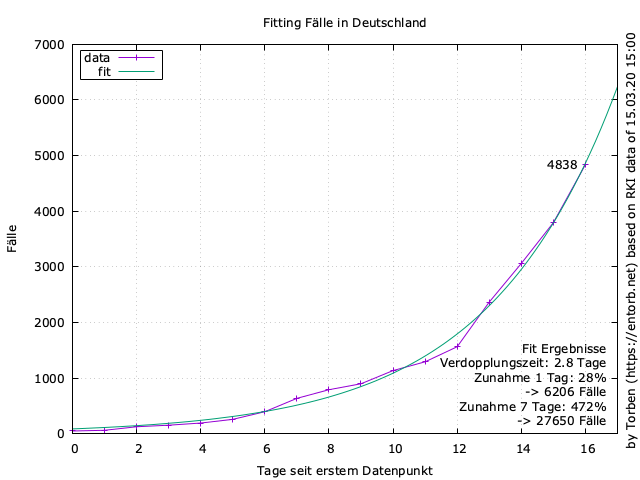 Fitting Fälle in Deutschland
7000
6000
5000
4000
3000
2000
1000
0
Fälle
data
fit
4838
Fit Ergebnisse
Verdopplungszeit: 2.8 Tage
Zunahme 1 Tag: 28%
-> 6206 Fälle
Zunahme 7 Tage: 472%
-> 27650 Fälle
0 2 4 6 8 10 12 14 16
Tage seit erstem Datenpunkt
by Torben (https://entorb.net) based on RKI data of 15.03.20 15:00